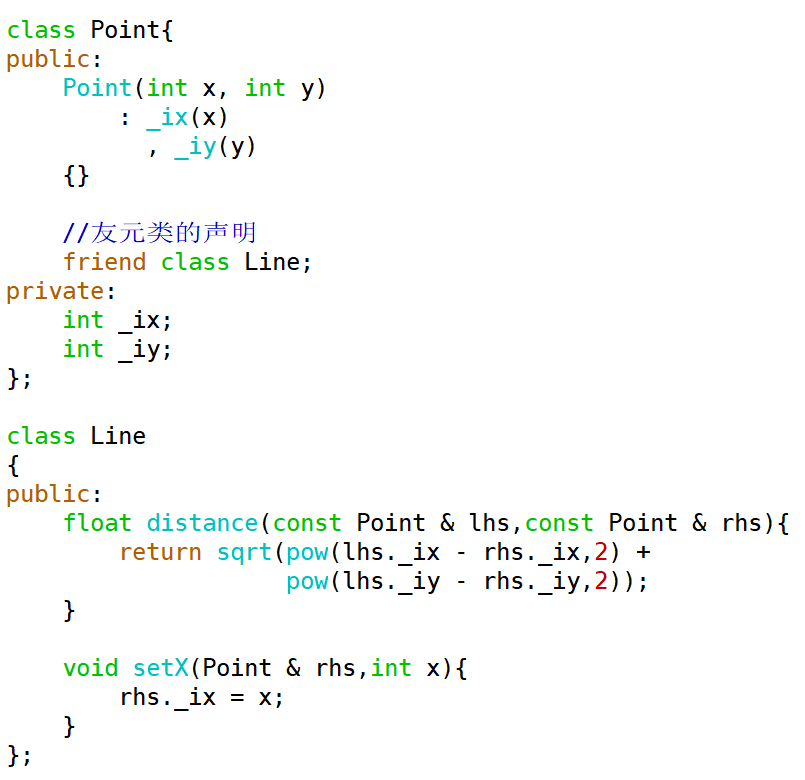 class Point{
public:
    Point(int x, int y)
        : _ix(x)
          , _iy(y)
    {}

    //友元类的声明
    friend class Line;
private:
    int _ix;
    int _iy;
};

class Line
{
public:
    float distance(const Point & lhs,const Point & rhs){
        return sqrt(pow(lhs._ix - rhs._ix,2) +
                    pow(lhs._iy - rhs._iy,2));
    }

    void setX(Point & rhs,int x){
        rhs._ix = x;
    }
};